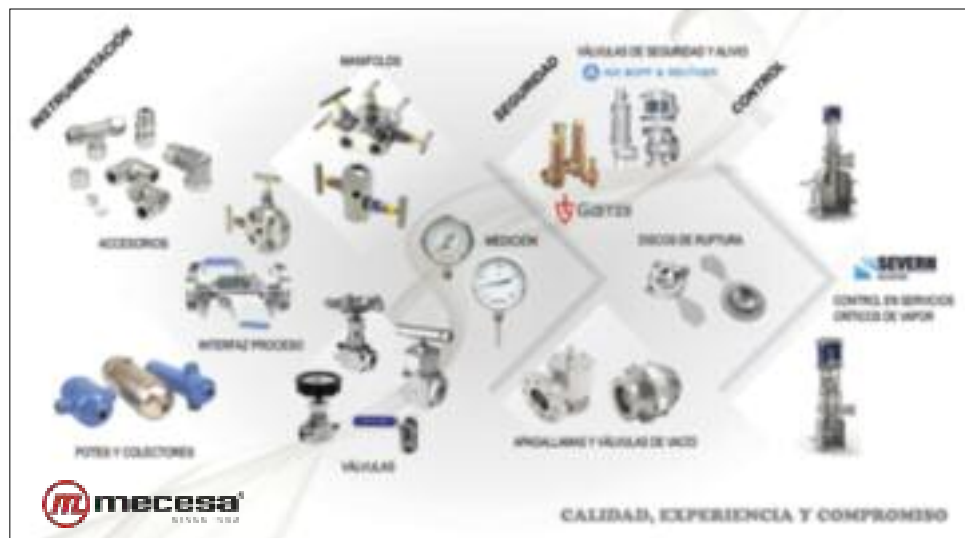 INSTRUMENTACIÓN
MANIFOLDS
ACCESORIOS
INTERFAZ PROCESO
POTES Y COLECTORES
VÁLVULAS
MEDICIÓN
SEGURIDAD
VÁLVULAS DE SEGURIDAD Y ALIVIO
DISCOS DE RUPTURA
APAGALLAMAS Y VÁLVULAS DE VACÍO
CONTROL
SEVERN
CONTROL EN SERVICIOS
CRÍTICOS DE VAPOR
mecesa
CALIDAD, EXPERIENCIA Y COMPROMISO